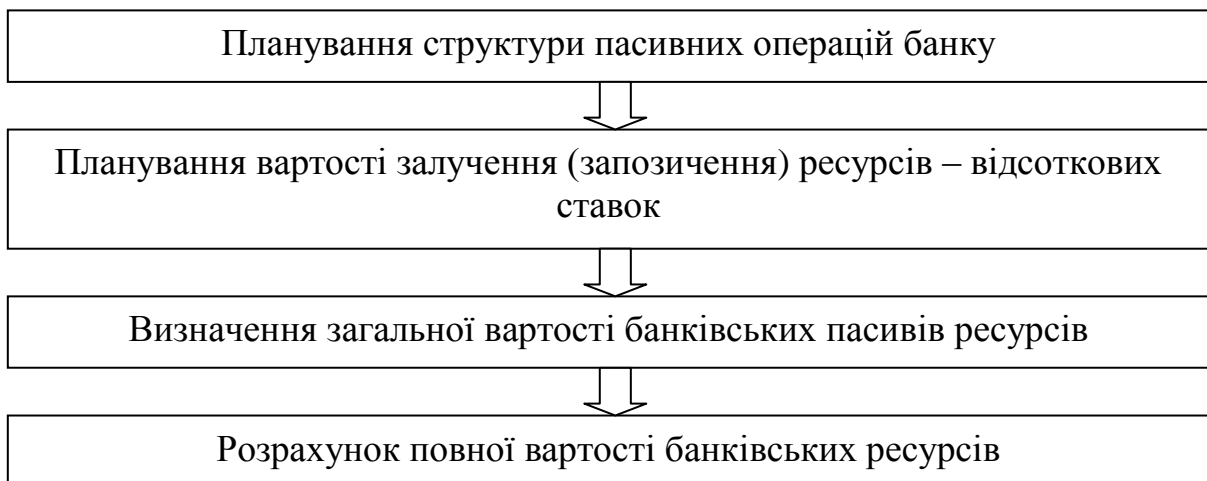 Планування структури пасивних операцій банку
Планування вартості залучення (запозичення) ресурсів – відсоткових
ставок
Визначення загальної вартості банківських пасивів ресурсів
Розрахунок повної вартості банківських ресурсів